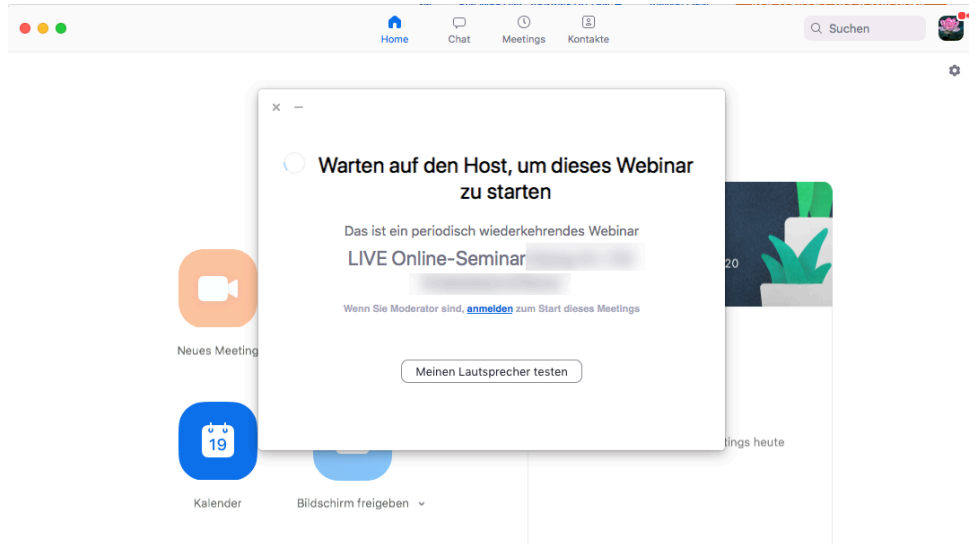 Home
Chat
Meetings
Kontakte
Suchen
Warten auf den Host, um dieses Webinar
zu starten
Das ist ein periodisch wiederkehrendes Webinar
LIVE Online-Seminar
Wenn Sie Moderator sind, anmelden zum Start dieses Meetings
Meinen Lautsprecher testen
20
Neues Meeting
19
tings heute
Kalender
Bildschirm freigeben